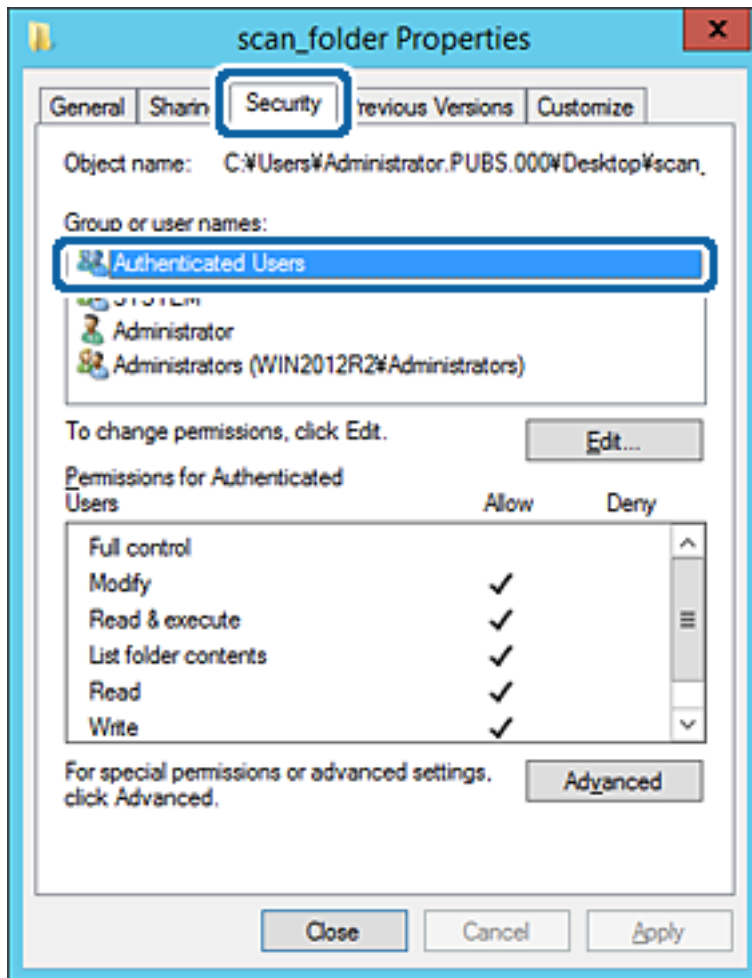 scan_folder Properties
x
General Sharin Security revious Versions Customize
Object name: C:¥Users¥Administrator.PUBS.000¥Desktop¥scan_
Group or user names:
Authenticated Users
SYSTEM
Administrator
Administrators (WIN2012R2¥Administrators)
To change permissions, click Edit.
Edit...
Permissions for Authenticated
Users Allow Deny
Full control
Modify
Read & execute
List folder contents
Read
Write
For special permissions or advanced settings,
click Advanced.
Advanced
Close Cancel Apply